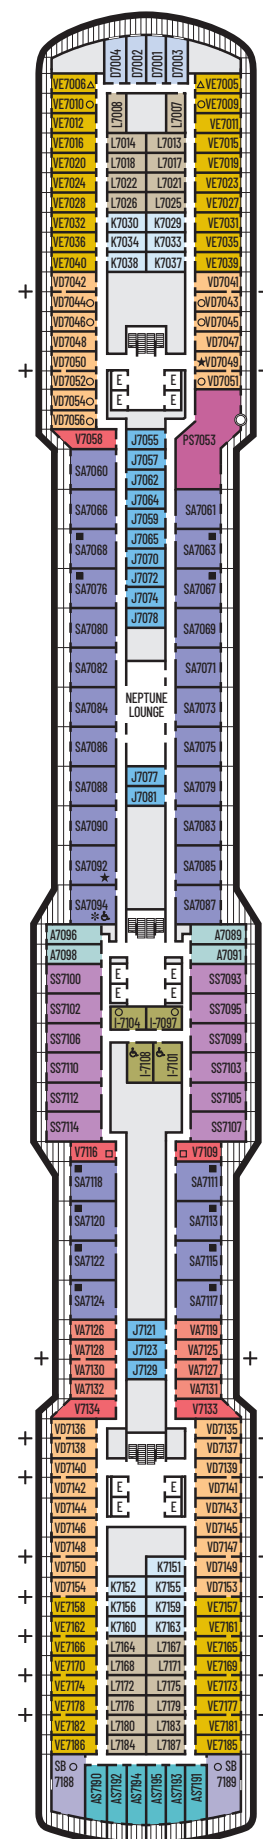 D7004 D7002 D7001 D7003
VE7006 VE7005
VE7010 L7008 L7007 VE7009
VE7012 VE7011
VE7016 L7014 L7013 VE7015
VE7020 L7018 L7017 VE7019
VE7024 L7022 L7021 VE7023
VE7028 L7026 L7025 VE7027
VE7032 K7030 K7029 VE7031
VE7036 K7034 K7033 VE7035
VE7040 K7038 K7037 VE7039
VD7042 VD7041
VD7044 VD7043
VD7046 VD7045
VD7048 VD7047
VD7050 VD7049
VD7052 E E VD7051
VD7054 E E
VD7056
V7058 J7055 PS7053
J7057
SA7060 J7062
J7064
SA7066 J7059 SA7061
J7065
SA7068 J7070 SA7063
J7072
SA7076 J7074 SA7067
J7078
SA7080 SA7069
SA7082 SA7071
SA7084 NEPTUNE SA7073
LOUNGE
SA7086 SA7075
J7077
SA7088 J7081 SA7079
SA7090 SA7083
SA7092 SA7085
SA7094 SA7087
A7096 A7089
A7098 A7091
SS7100 E E SS7093
E E
SS7102 I-7104 I-7097 SS7095
SS7106 SS7099
SS7110 I-7108 I-7101 SS7103
SS7112 SS7105
SS7114 SS7107
V7116 V7109
SA7118 SA7111
SA7120 SA7113
SA7122 SA7115
SA7124 SA7117
VA7126 J7121 VA7119
VA7128 J7123 VA7125
VA7130 J7129 VA7127
VA7132 VA7131
V7134 V7133
VD7136 VD7135
VD7138 VD7137
VD7140 VD7139
VD7142 E E VD7141
VD7144 E E VD7143
VD7146 VD7145
VD7148 VD7147
VD7150 K7151 VD7149
VD7154 K7152 K7155 VD7153
VE7158 K7156 K7159 VE7157
VE7162 K7160 K7163 VE7161
VE7166 L7164 L7167 VE7165
VE7170 L7168 L7171 VE7169
VE7174 L7172 L7175 VE7173
VE7178 L7176 L7179 VE7177
VE7182 L7180 L7183 VE7181
VE7186 L7184 L7187 VE7185
SB 7188 AS7190 AS7192 AS7194 AS7195 AS7193 AS7191 SB 7189